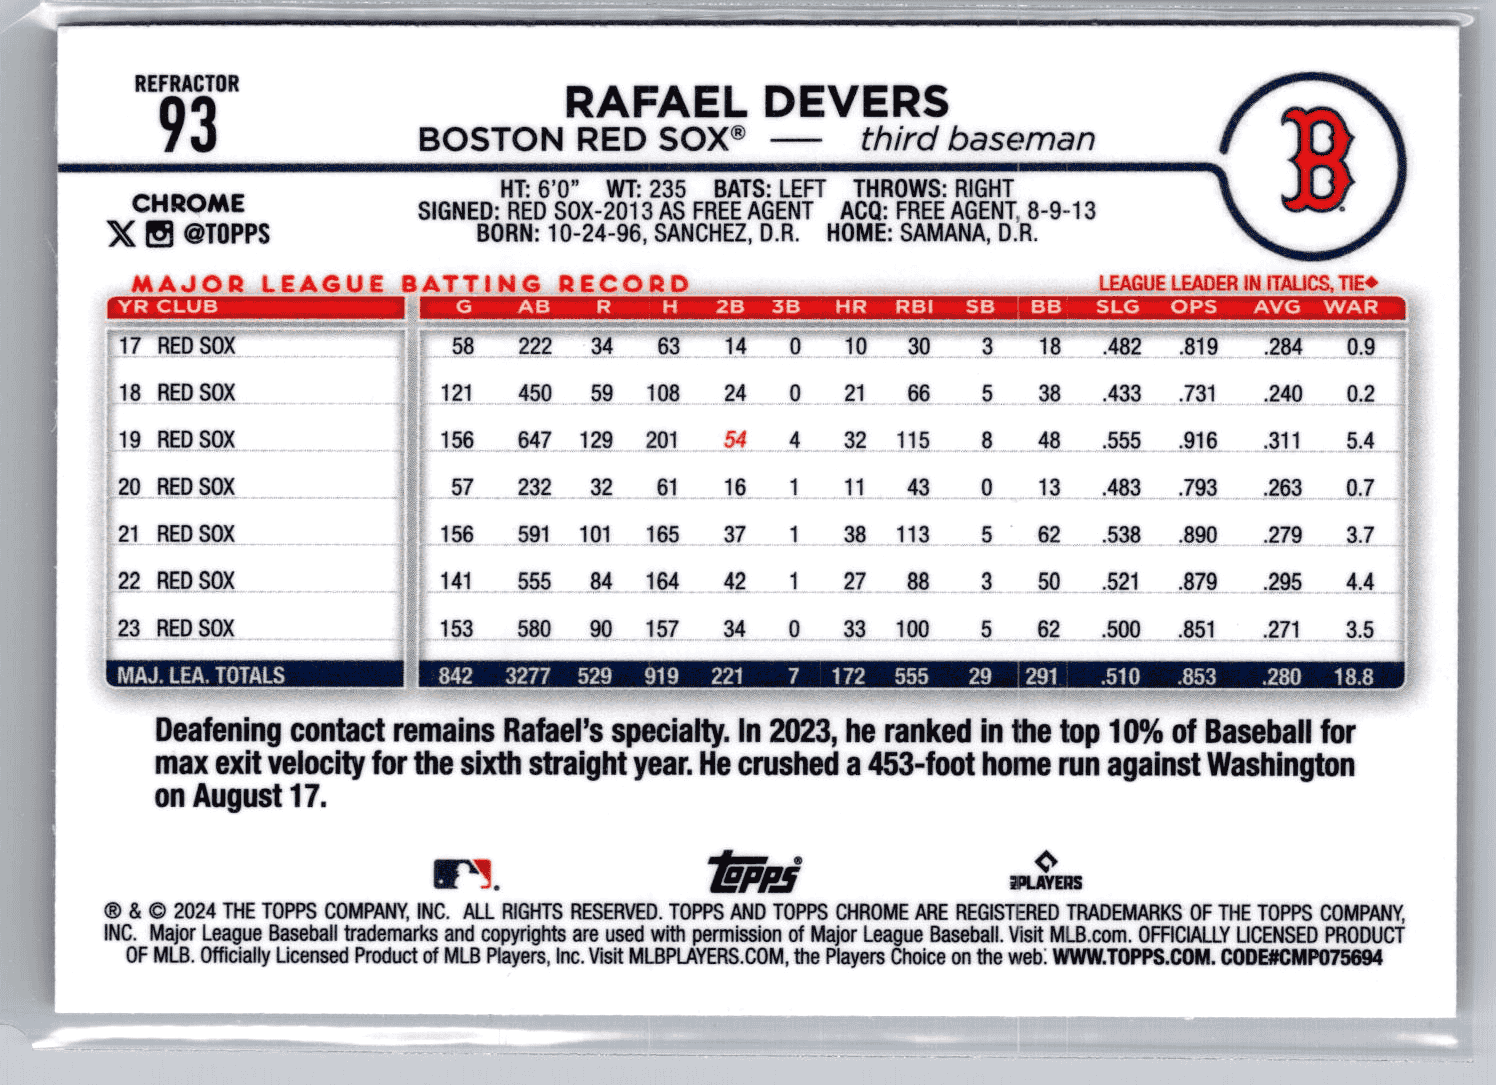 REFRACTOR
93
RAFAEL DEVERS
BOSTON RED SOX® — third baseman
B
CHROME
X @TOPPS
HT: 6'0" WT: 235 BATS: LEFT THROWS: RIGHT
SIGNED: RED SOX-2013 AS FREE AGENT ACQ: FREE AGENT, 8-9-13
BORN: 10-24-96, SANCHEZ, D.R. HOME: SAMANA, D.R.
MAJOR LEAGUE BATTING RECORD LEAGUE LEADER IN ITALICS, TIE♦
YR CLUB G AB R H 2B 3B HR RBI SB BB SLG OPS AVG WAR
17 RED SOX 58 222 34 63 14 0 10 30 3 18 .482 .819 .284 0.9
18 RED SOX 121 450 59 108 24 0 21 66 5 38 .433 .731 .240 0.2
19 RED SOX 156 647 129 201 54 4 32 115 8 48 .555 .916 .311 5.4
20 RED SOX 57 232 32 61 16 1 11 43 0 13 .483 .793 .263 0.7
21 RED SOX 156 591 101 165 37 1 38 113 5 62 .538 .890 .279 3.7
22 RED SOX 141 555 84 164 42 1 27 88 3 50 .521 .879 .295 4.4
23 RED SOX 153 580 90 157 34 0 33 100 5 62 .500 .851 .271 3.5
MAJ. LEA. TOTALS 842 3277 529 919 221 7 172 555 29 291 .510 .853 .280 18.8
Deafening contact remains Rafael's specialty. In 2023, he ranked in the top 10% of Baseball for
max exit velocity for the sixth straight year. He crushed a 453-foot home run against Washington
on August 17.
Topps®
MLB PLAYERS
® & © 2024 THE TOPPS COMPANY, INC. ALL RIGHTS RESERVED. TOPPS AND TOPPS CHROME ARE REGISTERED TRADEMARKS OF THE TOPPS COMPANY,
INC. Major League Baseball trademarks and copyrights are used with permission of Major League Baseball. Visit MLB.com. OFFICIALLY LICENSED PRODUCT
OF MLB. Officially Licensed Product of MLB Players, Inc. Visit MLBPLAYERS.COM, the Players Choice on the web. WWW.TOPPS.COM. CODE#CMP075694